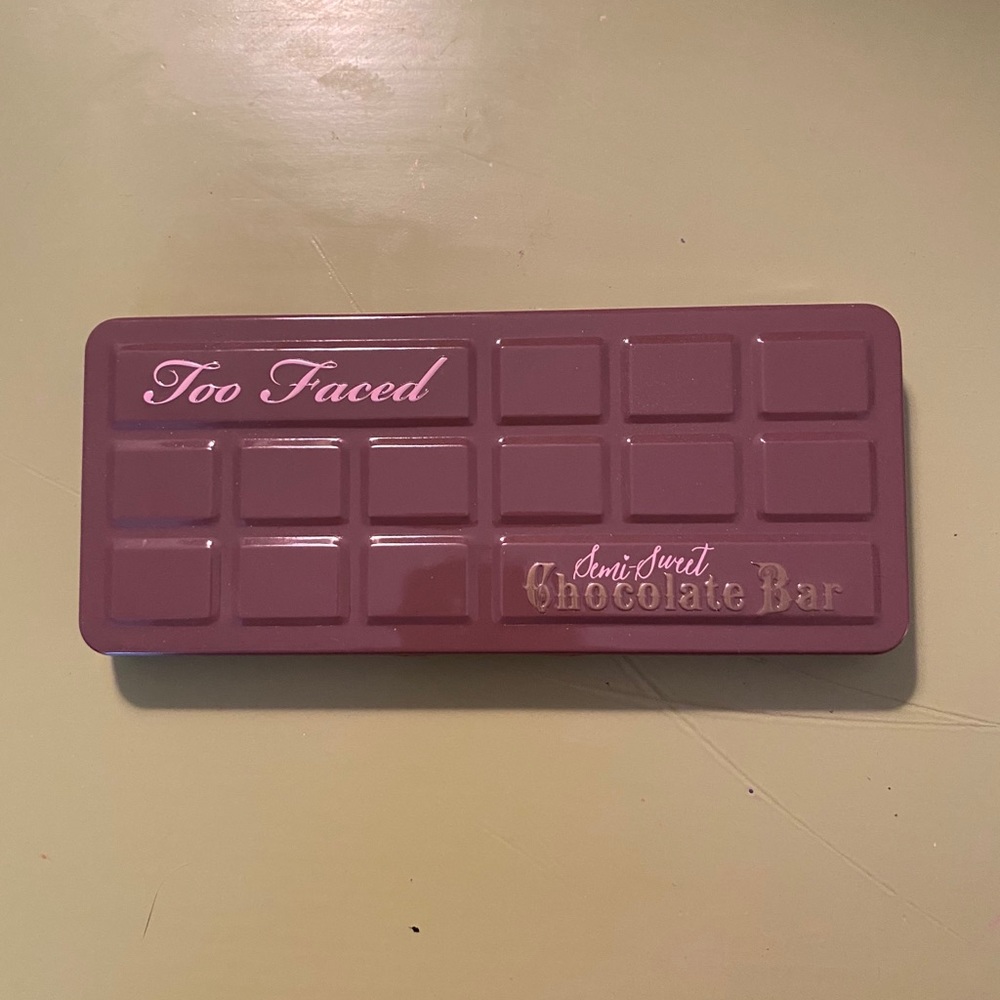 Too Faced
Semi-Sweet
Chocolate Bar